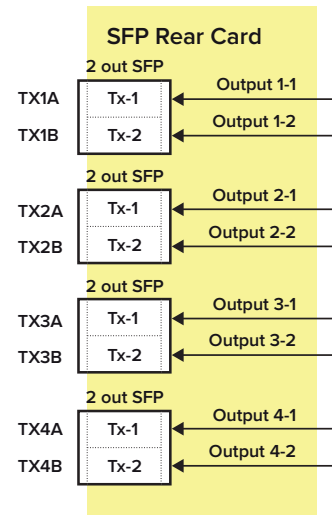 SFP Rear Card
2 out SFP
Output 1-1
TX1A Tx-1
Output 1-2
TX1B Tx-2
2 out SFP
Output 2-1
TX2A Tx-1
Output 2-2
TX2B Tx-2
2 out SFP
Output 3-1
TX3A Tx-1
Output 3-2
TX3B Tx-2
2 out SFP
Output 4-1
TX4A Tx-1
Output 4-2
TX4B Tx-2